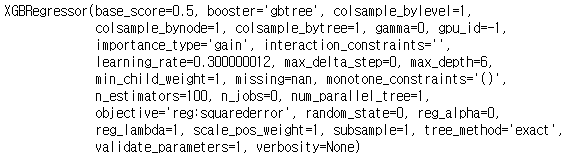 XGBRegressor(base_score=0.5, booster='gbtree', colsample_bylevel=1,
colsample_bynode=1, colsample_bytree=1, gamma=0, gpu_id=-1,
importance_type='gain', interaction_constraints='',
learning_rate=0.300000012, max_delta_step=0, max_depth=6,
min_child_weight=1, missing=nan, monotone_constraints='()',
n_estimators=100, n_jobs=0, num_parallel_tree=1,
objective='reg:squarederror', random_state=0, reg_alpha=0,
reg_lambda=1, scale_pos_weight=1, subsample=1, tree_method='exact',
validate_parameters=1, verbosity=None)